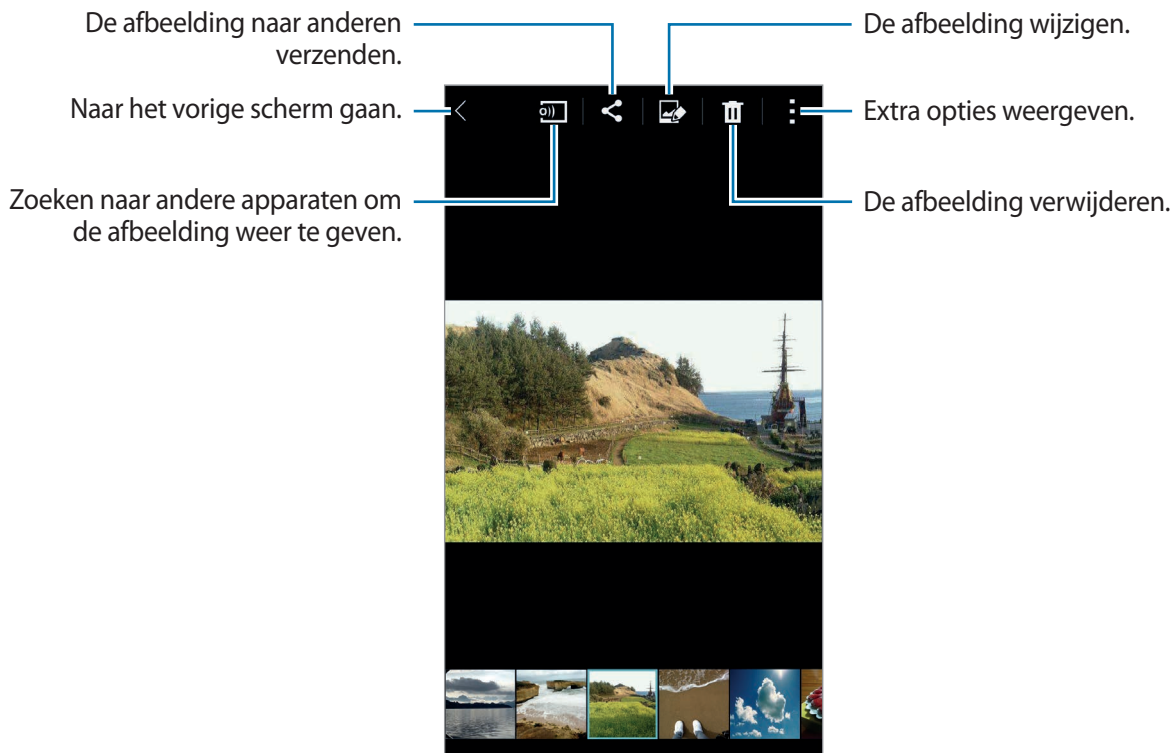 De afbeelding naar anderen
verzenden.
De afbeelding wijzigen.
Naar het vorige scherm gaan.
Extra opties weergeven.
Zoeken naar andere apparaten om
de afbeelding weer te geven.
De afbeelding verwijderen.